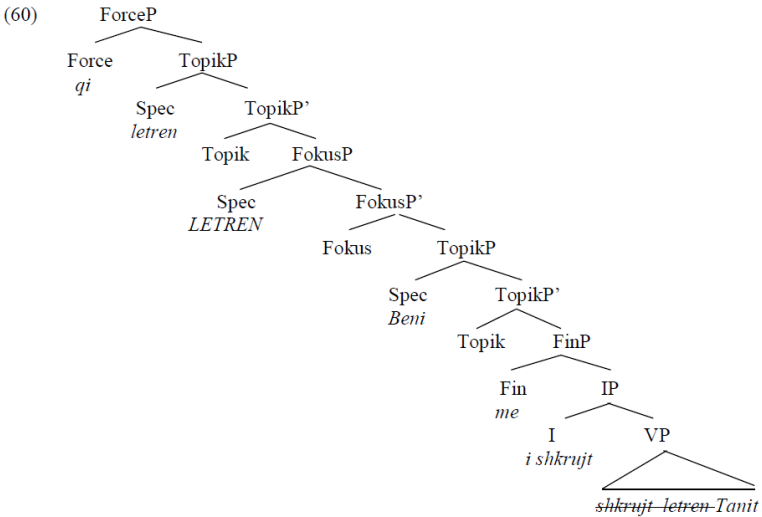 (60) ForceP
Force TopikP
qi
Spec TopikP’
letren
Topik FokusP
Spec FokusP’
LETREN
Fokus TopikP
Spec TopikP’
Beni
Topik FinP
Fin IP
me
I VP
i shkrujt
shkrujt letren Tanit